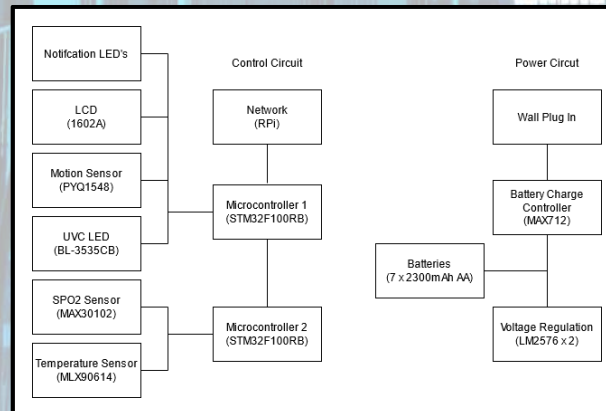 Notifcation LED's
LCD
(1602A)
Motion Sensor
(PYQ1548)
UVC LED
(BL-3535CB)
SPO2 Sensor
(MAX30102)
Temperature Sensor
(MLX90614)
Control Circuit
Network
(RPi)
Microcontroller 1
(STM32F100RB)
Microcontroller 2
(STM32F100RB)
Power Circut
Wall Plug In
Battery Charge
Controller
(MAX712)
Batteries
(7 x 2300mAh AA)
Voltage Regulation
(LM2576 x 2)